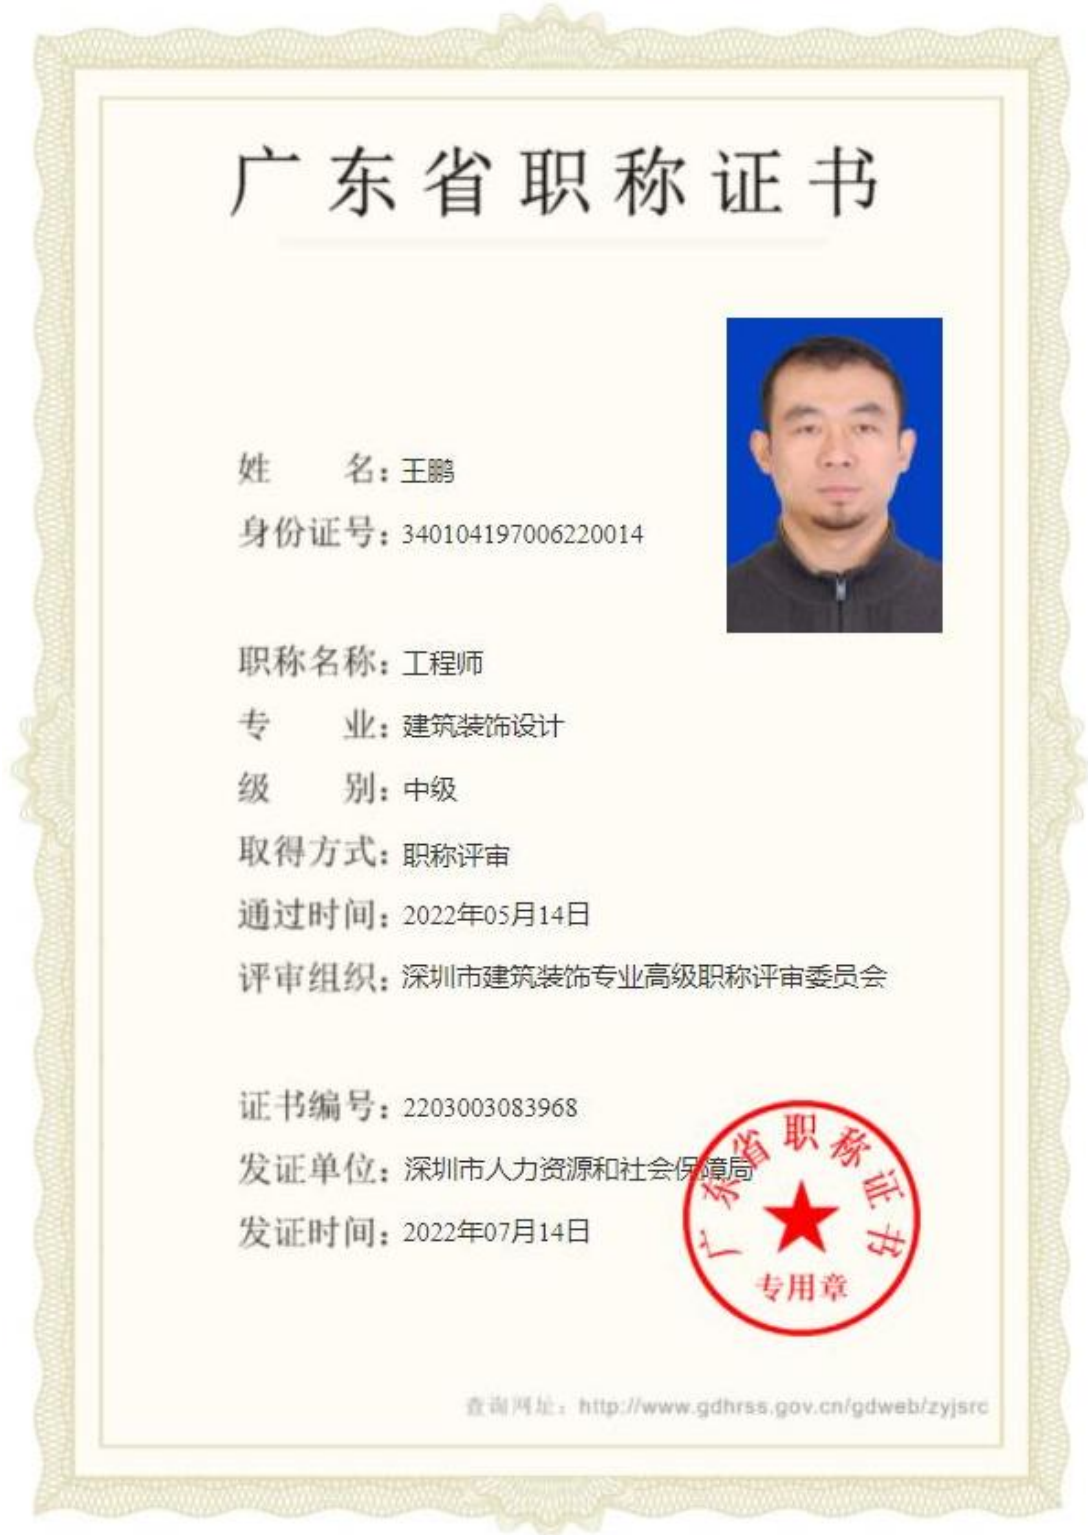 广东省职称证书
姓 名：王鹏
身份证号：340104197006220014
职称名称：工程师
专 业：建筑装饰设计
级 别：中级
取得方式：职称评审
通过时间：2022年05月14日
评审组织：深圳市建筑装饰专业高级职称评审委员会
证书编号：2203003083968
发证单位：深圳市人力资源和社会保障局
发证时间：2022年07月14日
广东省职称证书
专用章
查询网址：http://www.gdhrss.gov.cn/gdweb/zyjsrc